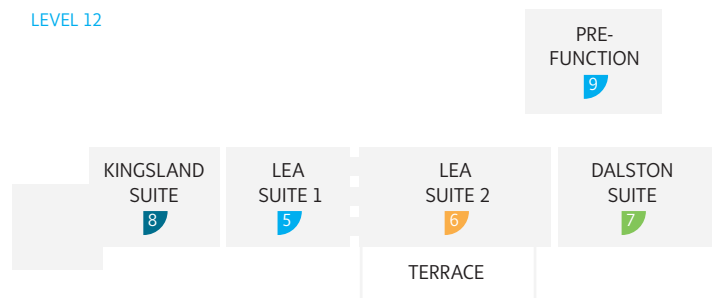 LEVEL 12
PRE-
FUNCTION
9
KINGSLAND
SUITE
8
LEA
SUITE 1
5
LEA
SUITE 2
6
DALSTON
SUITE
7
TERRACE